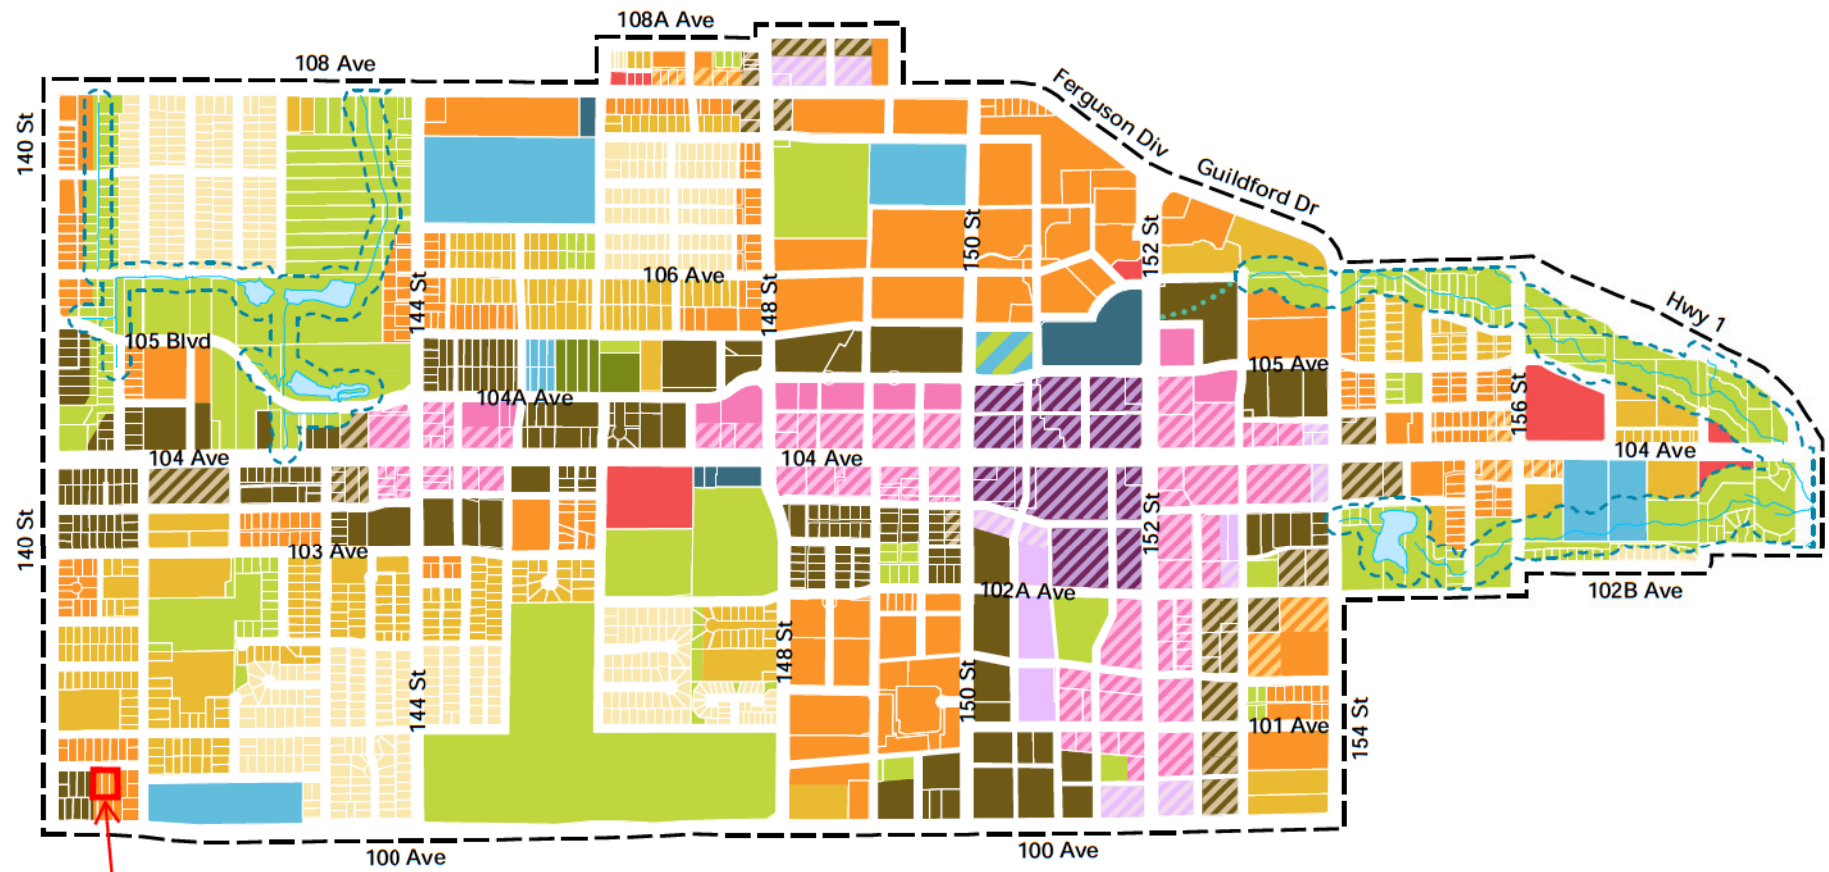 108A Ave
108 Ave
Ferguson Div
140 St
Guildford Dr
150 St
152 St
106 Ave
144 St
148 St
Hwy 1
105 Blvd
105 Ave
156 St
104A Ave
104 Ave
104 Ave
104 Ave
140 St
152 St
103 Ave
102A Ave
102B Ave
148 St
144 St
150 St
101 Ave
154 St
100 Ave
100 Ave